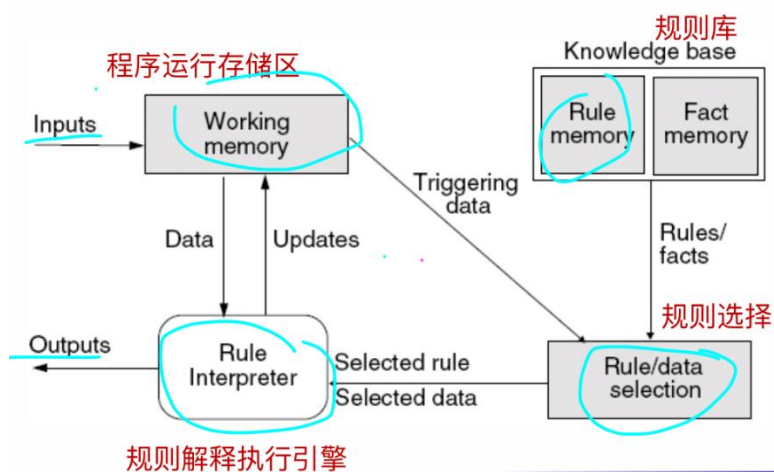 规则库
Knowledge base
程序运行存储区
Inputs
Working
memory
Rule
memory
Fact
memory
Triggering
data
Data
Updates
Rules/
facts
规则选择
Outputs
Rule
Interpreter
Selected rule
Selected data
Rule/data
selection
规则解释执行引擎